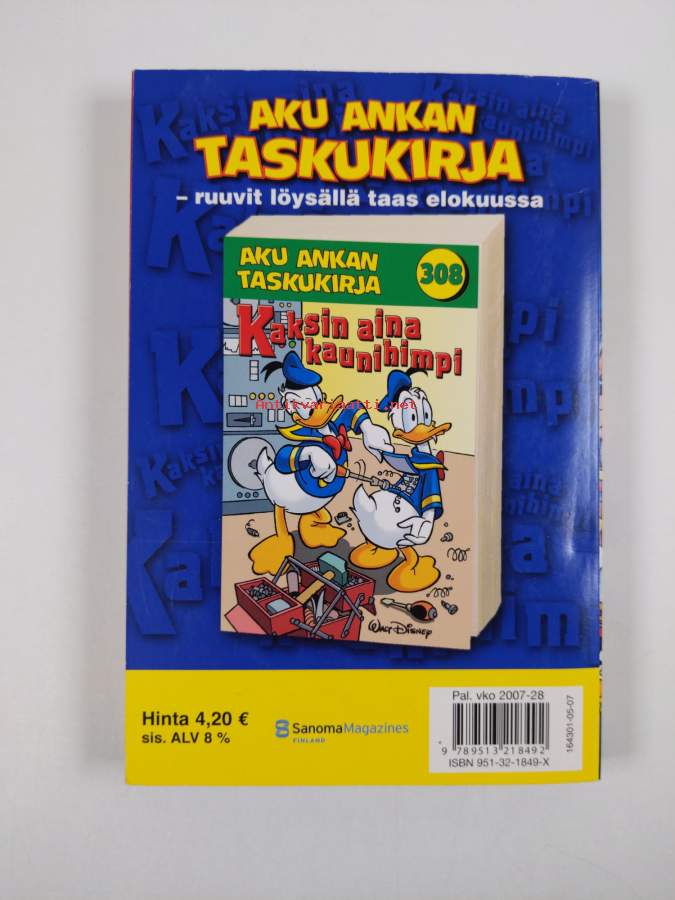 AKU ANKAN
TASKUKIRJA
– ruuvit löysällä taas elokuussa
AKU ANKAN
TASKUKIRJA
308
Kaksin aina
kaunihimpi
Antikvariaatti.net
WALT DISNEY
Hinta 4,20 €
sis. ALV 8 %
SanomaMagazines
FINLAND
Pal. vko 2007-28
9 789513 218492
ISBN 951-32-1849-X
164301-05-07